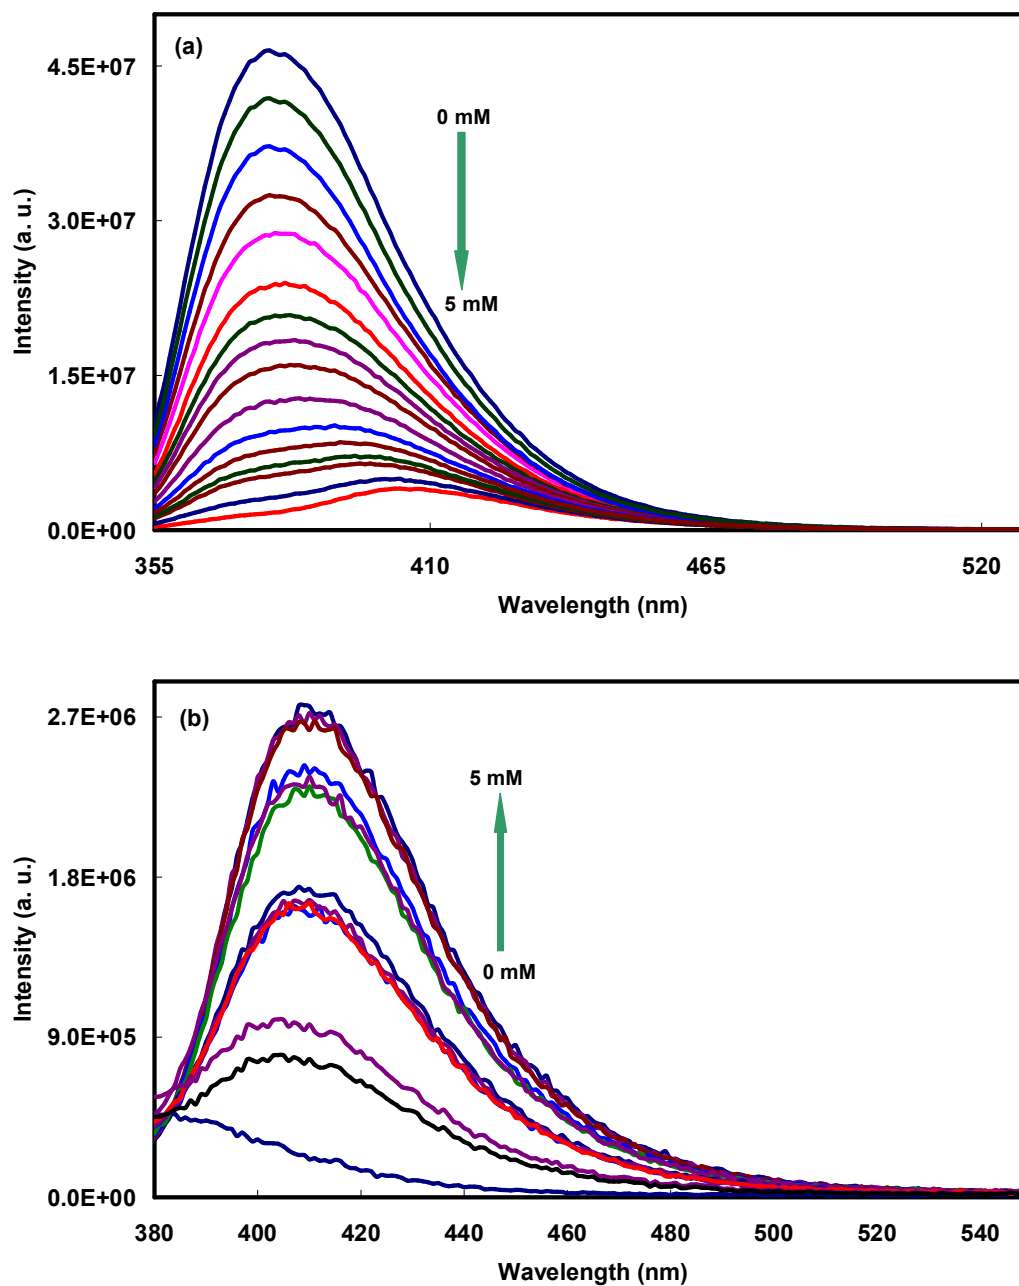 (a)
4.5E+07
0 mM
3.0E+07
5 mM
1.5E+07
0.0E+00
355 410 465 520
Wavelength (nm)
Intensity (a. u.)
(b)
2.7E+06
5 mM
1.8E+06
0 mM
9.0E+05
0.0E+00
380 400 420 440 460 480 500 520 540
Wavelength (nm)
Intensity (a. u.)